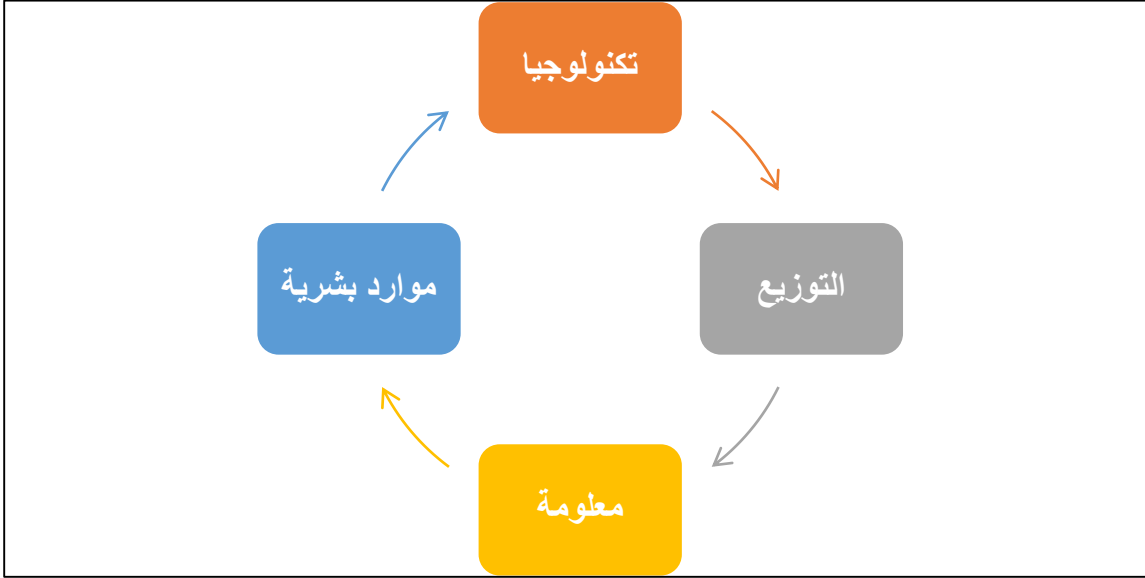 تكنولوجيا
التوزيع
معلومة
موارد بشرية